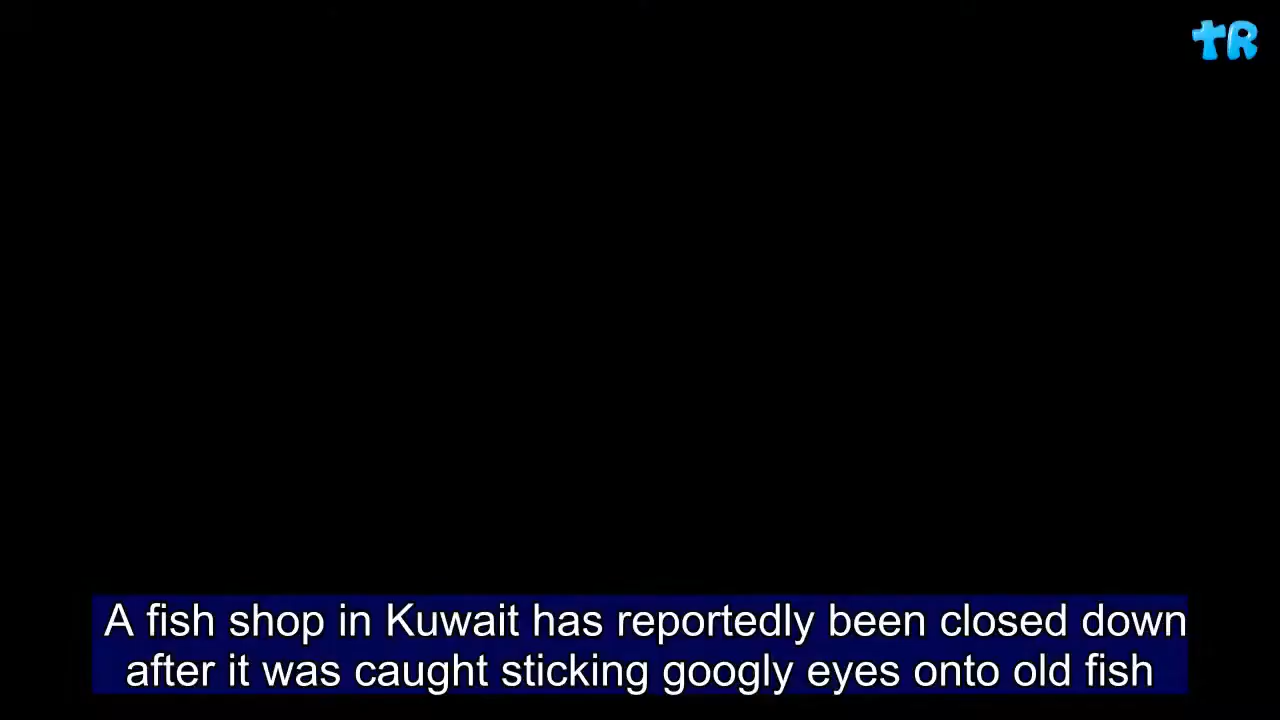 TR
A fish shop in Kuwait has reportedly been closed down
after it was caught sticking googly eyes onto old fish